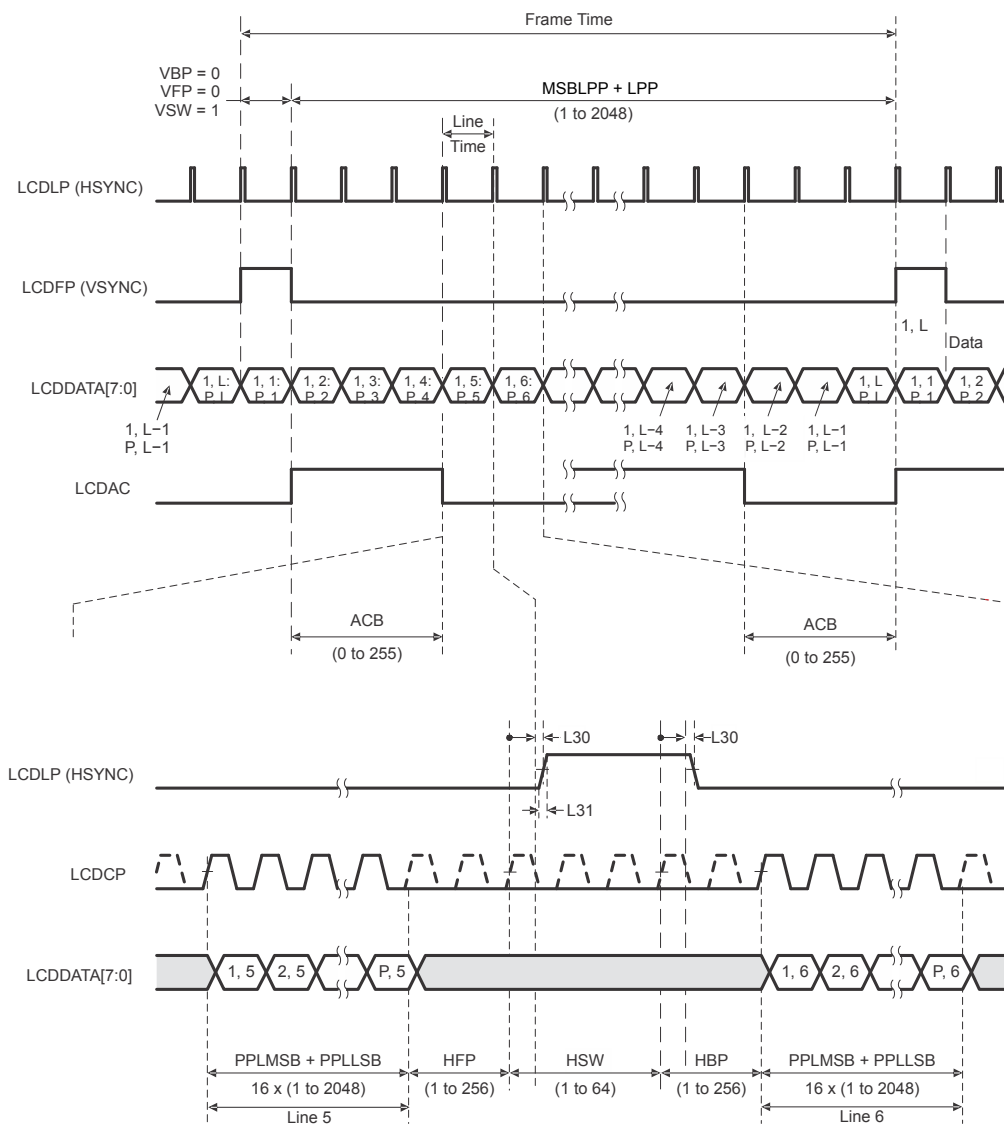 Frame Time
VBP = 0
VFP = 0
VSW = 1
MSBLPP + LPP
(1 to 2048)
Line
Time
LCDLP (HSYNC)
LCDFP (VSYNC)
1, L
Data
LCDDATA[7:0]
1, L: 1, 1: 1, 2: 1, 3: 1, 4: 1, 5: 1, 6: 1, L 1, 1 1, 2
P, L P, 1 P, 2 P, 3 P, 4 P, 5 P, 6 P, L P, 1 P, 2
1, L−1 1, L−4 1, L−3 1, L−2 1, L−1
P, L−1 P, L−4 P, L−3 P, L−2 P, L−1
LCDAC
ACB ACB
(0 to 255) (0 to 255)
L30 L30
LCDLP (HSYNC)
L31
LCDCP
LCDDATA[7:0] 1, 5 2, 5 P, 5 1, 6 2, 6 P, 6
PPLMSB + PPLLSB HFP HSW HBP PPLMSB + PPLLSB
16 x (1 to 2048) (1 to 256) (1 to 64) (1 to 256) 16 x (1 to 2048)
Line 5 Line 6